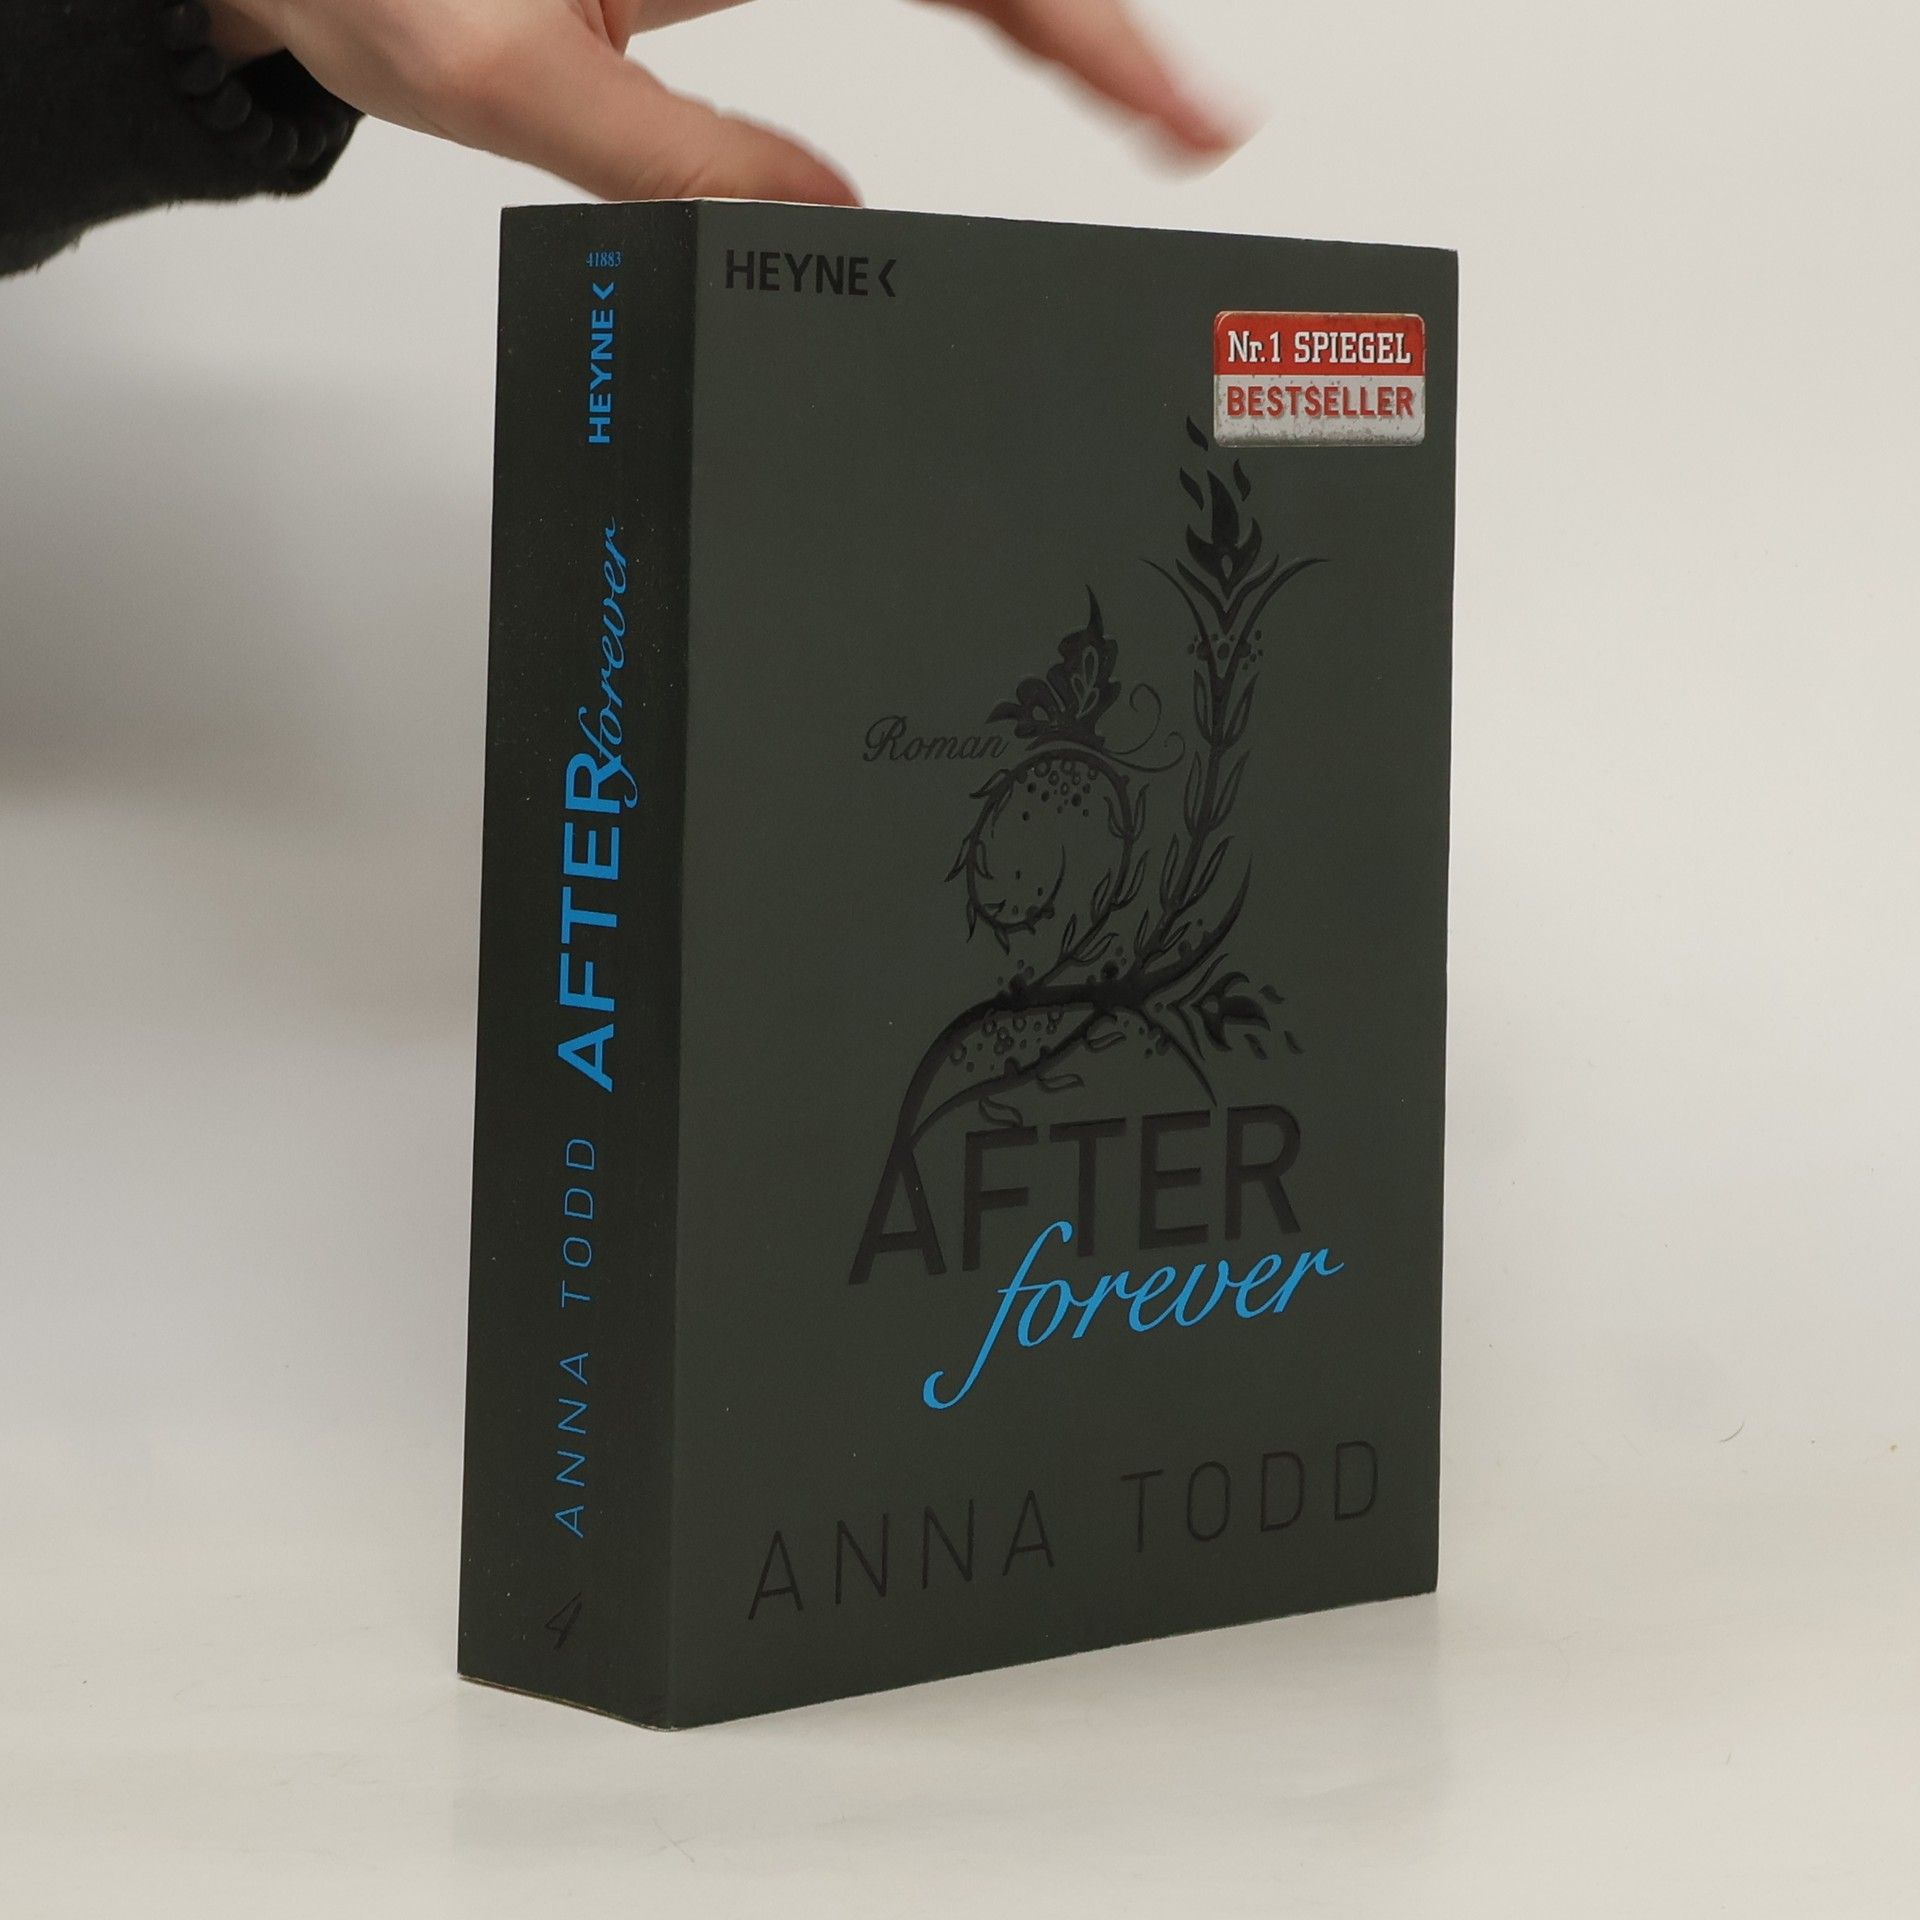 41883
HEYNE<
AFTER forever
ANNA TODD
4
HEYNE<
Nr. 1 SPIEGEL
BESTSELLER
Roman
AFTER
forever
ANNA TODD